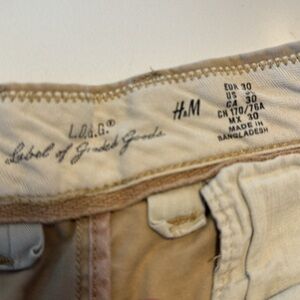 L.O.G.G.®
Label of Graded Goods
H&M
EUR 30
US 30
CA 30
CN 170/76A
MX 30
MADE IN
BANGLADESH